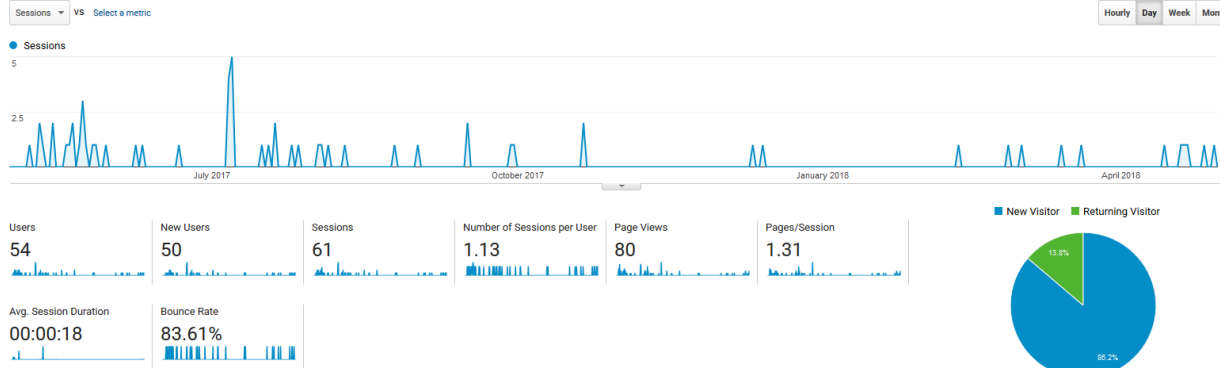 Sessions VS Select a metric
Hourly Day Week Mon
Sessions
5
2.5
July 2017 October 2017 January 2018 April 2018
New Visitor Returning Visitor
Users New Users Sessions Number of Sessions per User Page Views Pages/Session
54 50 61 1.13 80 1.31
13.8%
Avg. Session Duration Bounce Rate
00:00:18 83.61%
86.2%